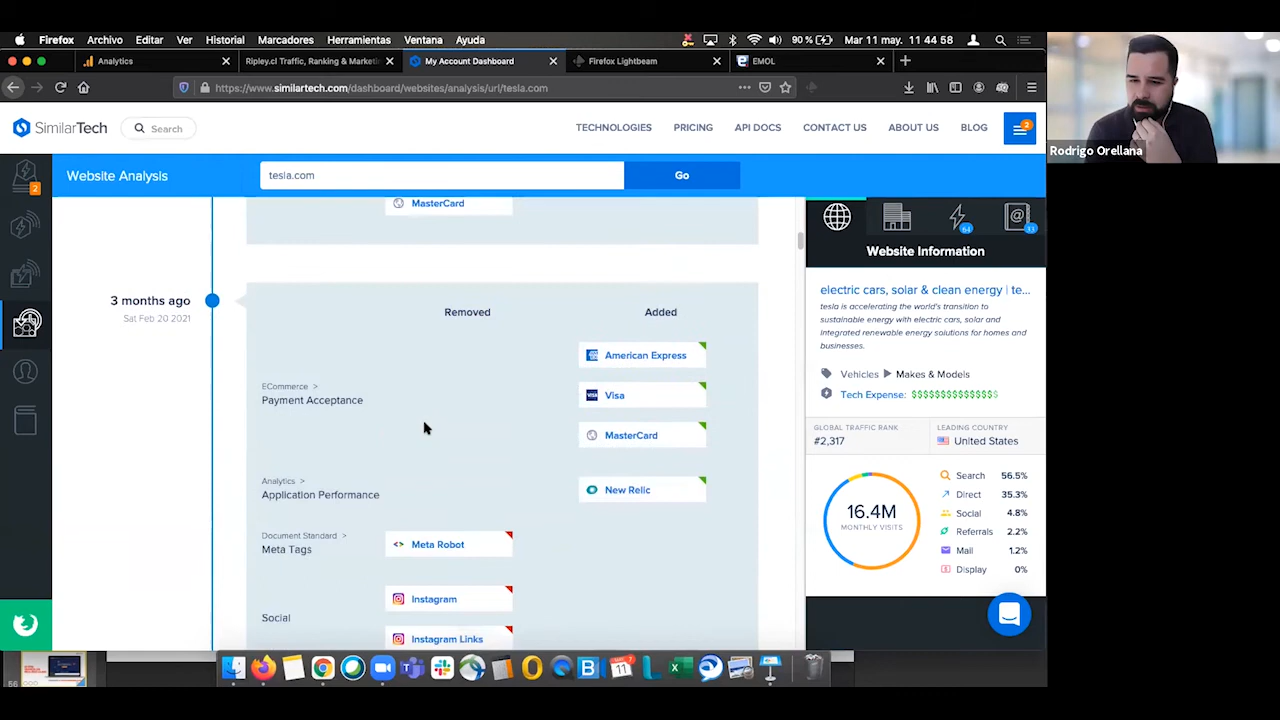 Firefox Archivo Editar Ver Historial Marcadores Herramientas Ventana Ayuda 90 % Mar 11 may. 11 44 58
Analytics
Ripley.cl Traffic, Ranking & Marketin
My Account Dashboard
Firefox Lightbeam
EMOL
https://www.similartech.com/dashboard/websites/analysis/url/tesla.com
Rodrigo Orellana
SimilarTech
Search
TECHNOLOGIES PRICING API DOCS CONTACT US ABOUT US BLOG
2
2
Website Analysis
tesla.com
Go
MasterCard
3 months ago
Sat Feb 20 2021
Removed Added
ECommerce >
Payment Acceptance
American Express
Visa
MasterCard
Analytics >
Application Performance
New Relic
Document Standard >
Meta Tags
Meta Robot
Social
Instagram
Instagram Links
64
33
Website Information
electric cars, solar & clean energy | te...
tesla is accelerating the world's transition to
sustainable energy with electric cars, solar and
integrated renewable energy solutions for homes and
businesses.
Vehicles Makes & Models
Tech Expense: $$$$$$$$$$$$$$$
GLOBAL TRAFFIC RANK
#2,317
LEADING COUNTRY
United States
16.4M
MONTHLY VISITS
Search 56.5%
Direct 35.3%
Social 4.8%
Referrals 2.2%
Mail 1.2%
Display 0%
56
11